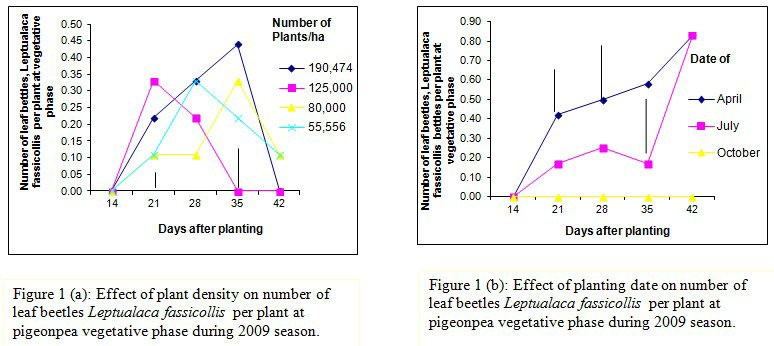 Number of leaf bettles, Leptualaca
fassicollis per plant at vegetative
phase
0.50
0.45
0.40
0.35
0.30
0.25
0.20
0.15
0.10
0.05
0.00
14 21 28 35 42
Days after planting
Number of
Plants/ha
190,474
125,000
80,000
55,556
Figure 1 (a): Effect of plant density on number of
leaf beetles Leptualaca fassicollis per plant at
pigeonpea vegetative phase during 2009 season.
Number of leaf beetles, Leptualaca
fassicollis bettles per plant at
vegetative phase
0.90
0.80
0.70
0.60
0.50
0.40
0.30
0.20
0.10
0.00
14 21 28 35 42
Days after planting
Date of
April
July
October
Figure 1 (b): Effect of planting date on number of
leaf beetles Leptualaca fassicollis per plant at
pigeonpea vegetative phase during 2009 season.